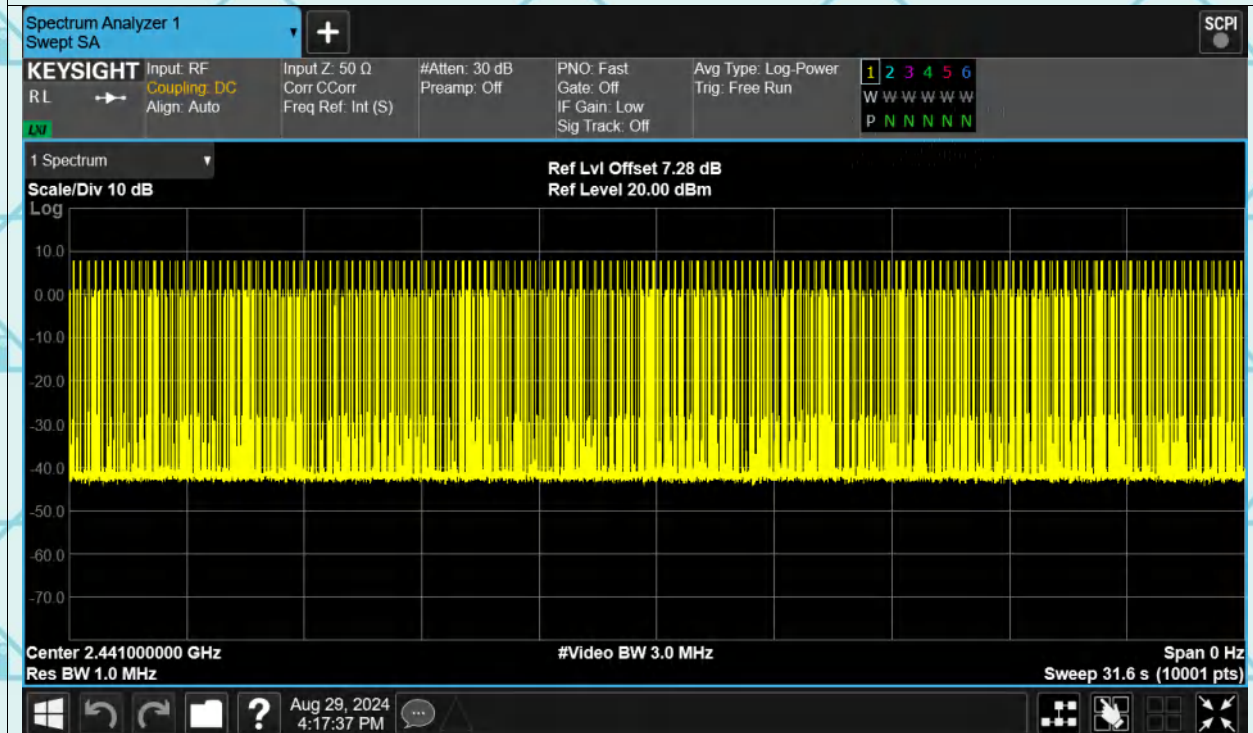 Spectrum Analyzer 1
Swept SA
+
SCPI
KEYSIGHT
RL
LXI
Input: RF
Coupling: DC
Align: Auto
Input Z: 50 Ω
Corr CCorr
Freq Ref: Int (S)
#Atten: 30 dB
Preamp: Off
PNO: Fast
Gate: Off
IF Gain: Low
Sig Track: Off
Avg Type: Log-Power
Trig: Free Run
1 2 3 4 5 6
W W W W W W
P N N N N N
1 Spectrum
Scale/Div 10 dB
Ref Lvl Offset 7.28 dB
Ref Level 20.00 dBm
Log
10.0
0.00
-10.0
-20.0
-30.0
-40.0
-50.0
-60.0
-70.0
Center 2.441000000 GHz
#Video BW 3.0 MHz
Span 0 Hz
Res BW 1.0 MHz
Sweep 31.6 s (10001 pts)
?
Aug 29, 2024
4:17:37 PM